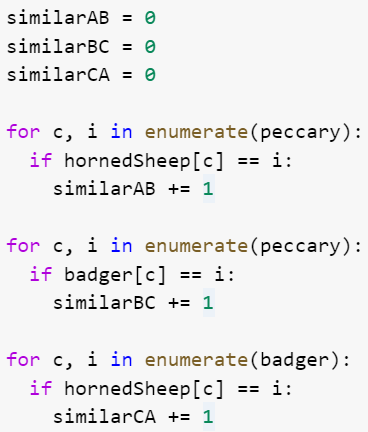 similarAB = 0
similarBC = 0
similarCA = 0

for c, i in enumerate(peccary):
  if hornedSheep[c] == i:
    similarAB += 1

for c, i in enumerate(peccary):
  if badger[c] == i:
    similarBC += 1

for c, i in enumerate(badger):
  if hornedSheep[c] == i:
    similarCA += 1